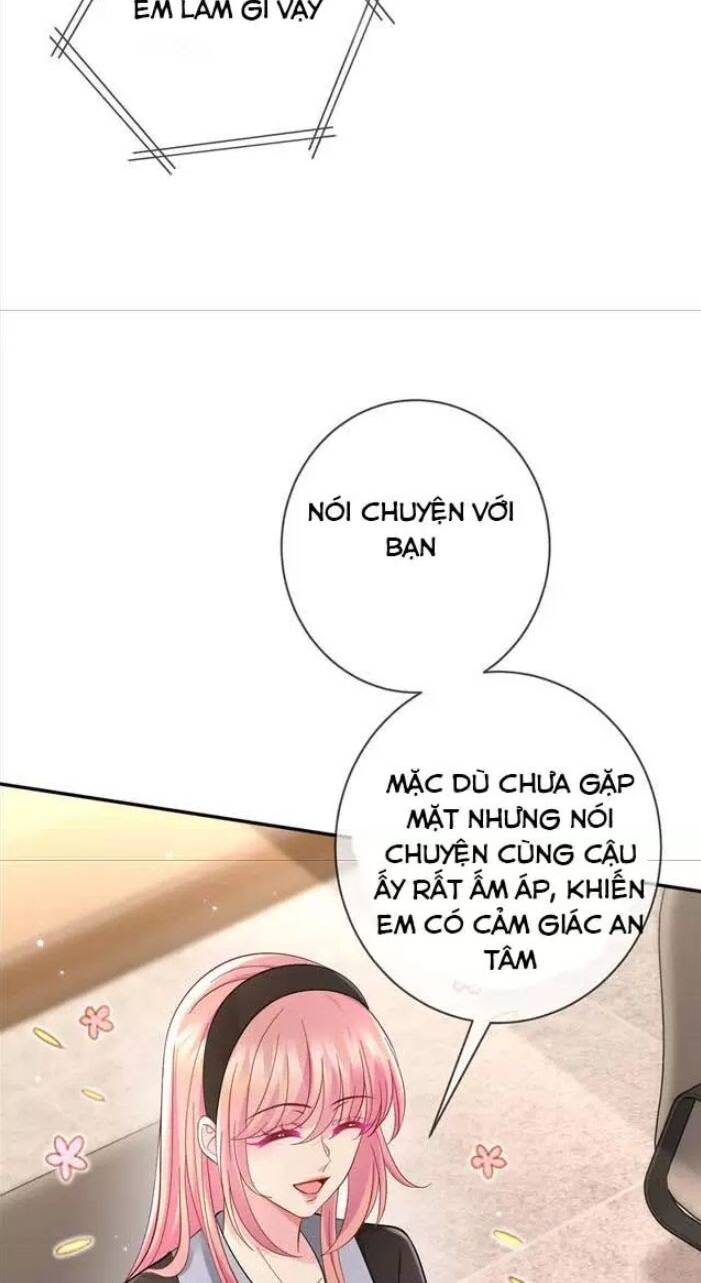 EM LÀM GÌ VẬY
NÓI CHUYỆN VỚI
BẠN
MẶC DÙ CHƯA GẶP
MẶT NHƯNG NÓI
CHUYỆN CÙNG CẬU
ẤY RẤT ẤM ÁP, KHIẾN
EM CÓ CẢM GIÁC AN
TÂM